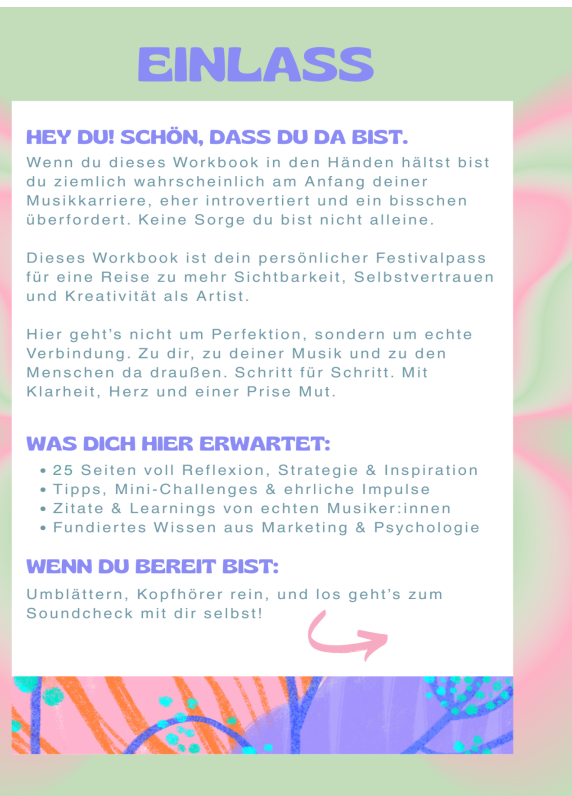 EINLASS
HEY DU! SCHÖN, DASS DU DA BIST.
Wenn du dieses Workbook in den Händen hältst bist
du ziemlich wahrscheinlich am Anfang deiner
Musikkarriere, eher introvertiert und ein bisschen
überfordert. Keine Sorge du bist nicht alleine.
Dieses Workbook ist dein persönlicher Festivalpass
für eine Reise zu mehr Sichtbarkeit, Selbstvertrauen
und Kreativität als Artist.
Hier geht's nicht um Perfektion, sondern um echte
Verbindung. Zu dir, zu deiner Musik und zu den
Menschen da draußen. Schritt für Schritt. Mit
Klarheit, Herz und einer Prise Mut.
WAS DICH HIER ERWARTET:
• 25 Seiten voll Reflexion, Strategie & Inspiration
• Tipps, Mini-Challenges & ehrliche Impulse
• Zitate & Learnings von echten Musiker:innen
• Fundiertes Wissen aus Marketing & Psychologie
WENN DU BEREIT BIST:
Umblättern, Kopfhörer rein, und los geht's zum
Soundcheck mit dir selbst!